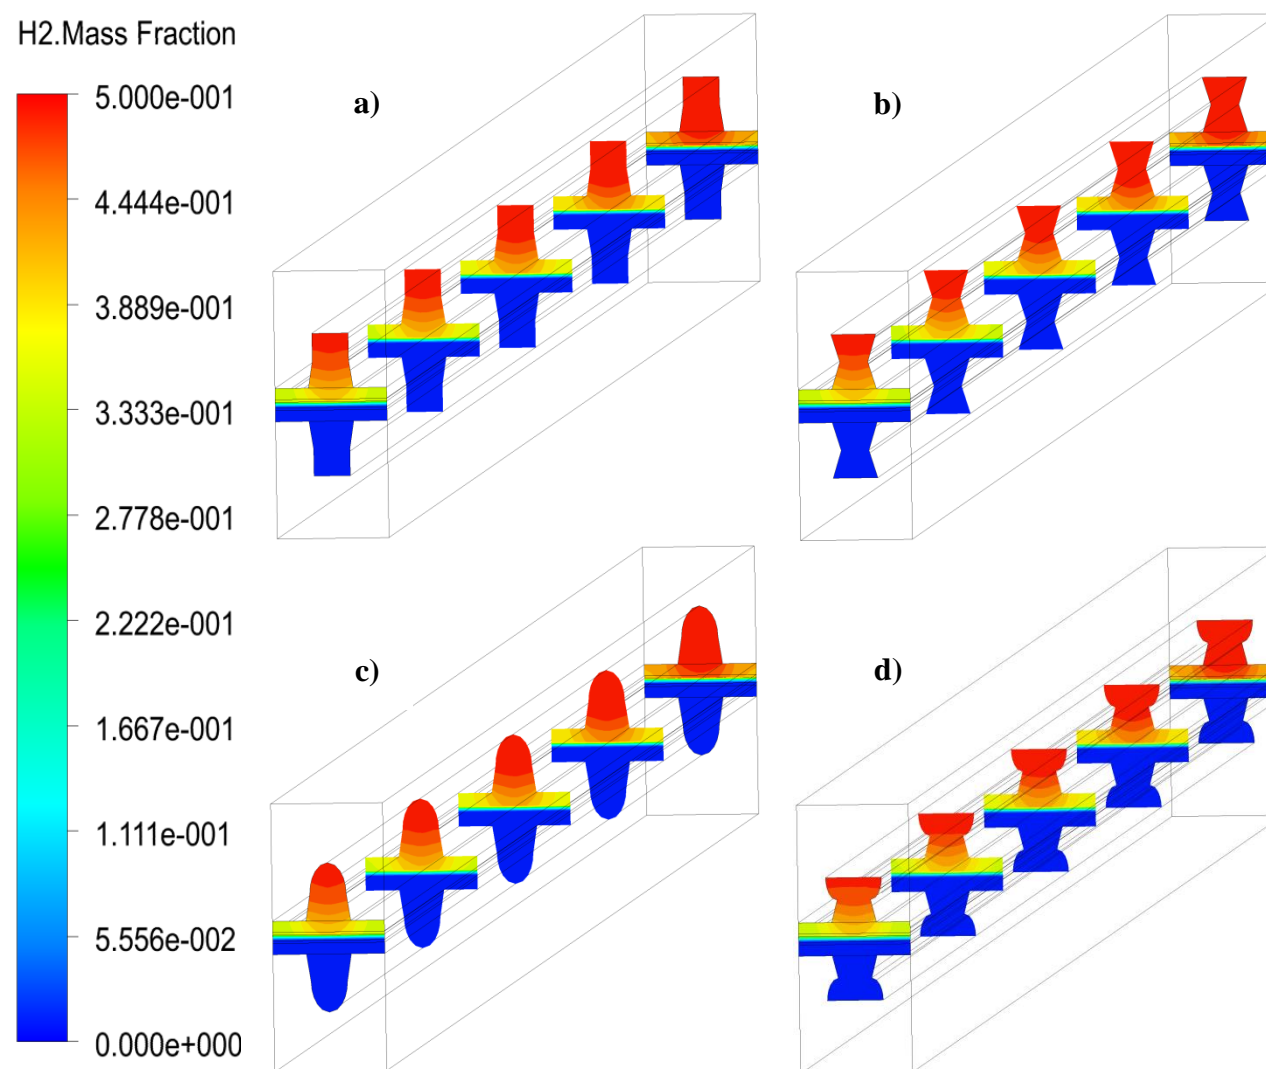 H2.Mass Fraction
5.000e-001
4.444e-001
3.889e-001
3.333e-001
2.778e-001
2.222e-001
1.667e-001
1.111e-001
5.556e-002
0.000e+000
a)
b)
c)
d)